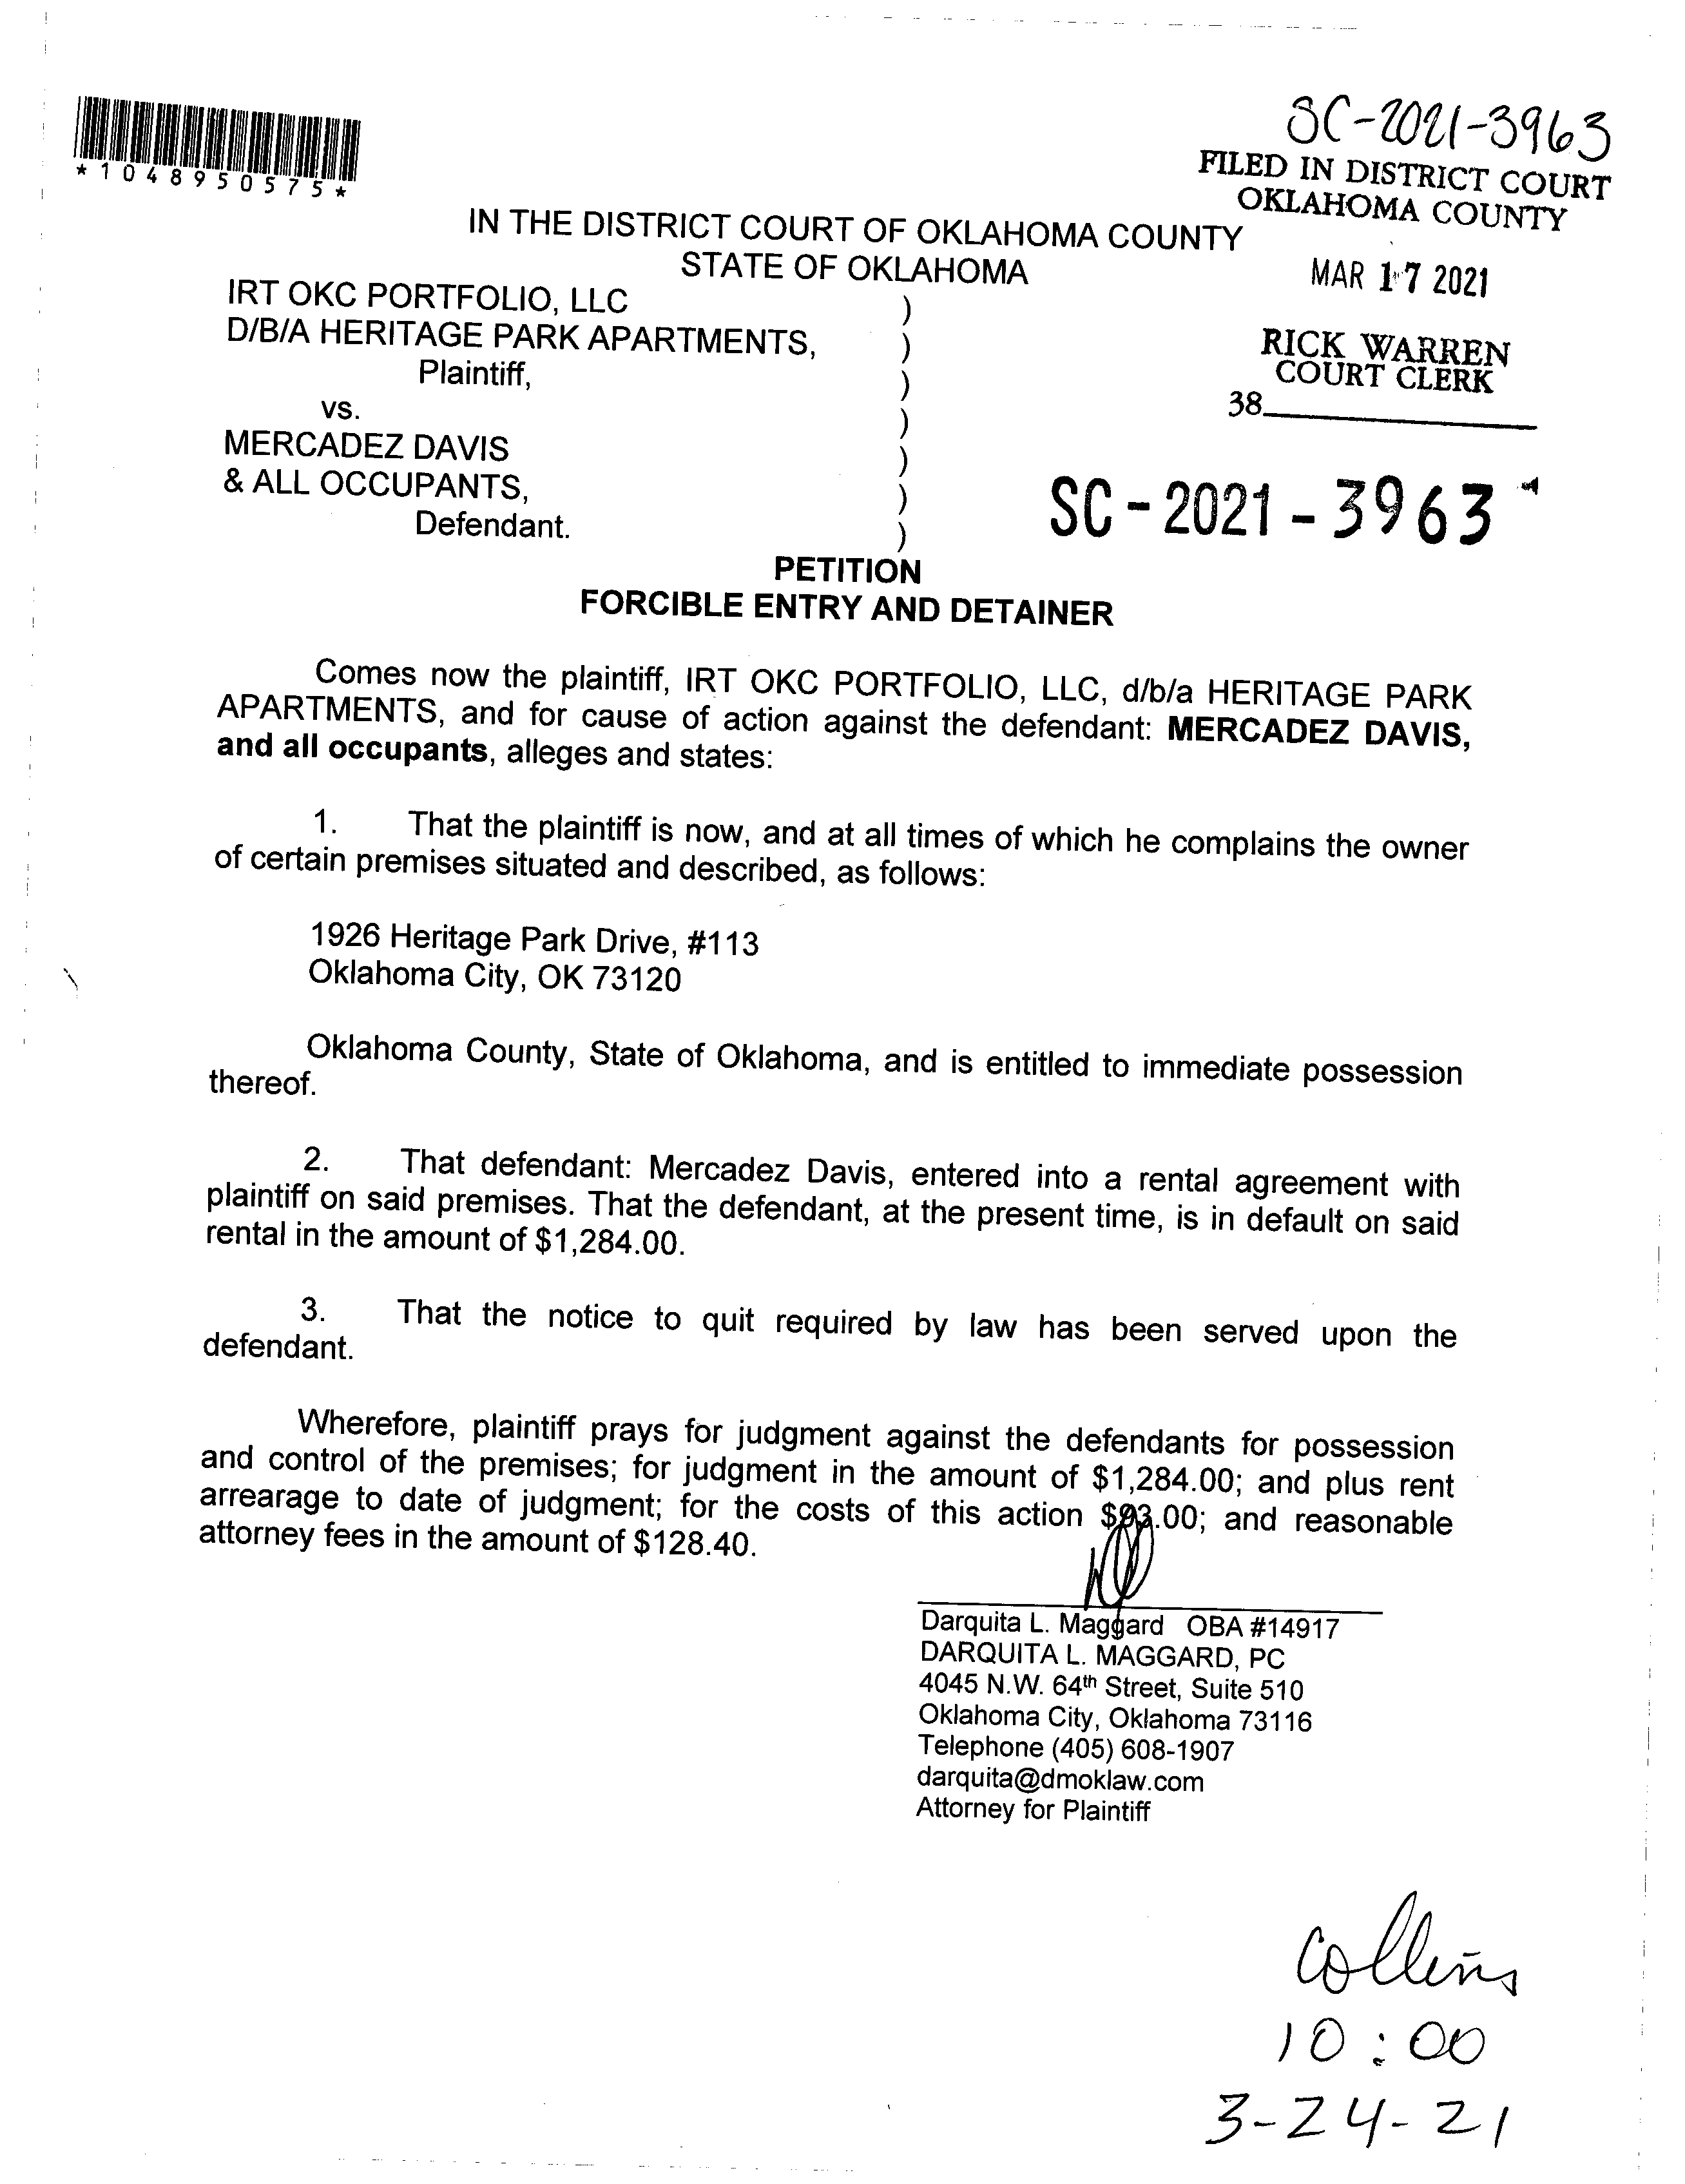 SC-2021-3963
FILED IN DISTRICT COURT
OKLAHOMA COUNTY
*1048950575*
IN THE DISTRICT COURT OF OKLAHOMA COUNTY
STATE OF OKLAHOMA
MAR 17 2021
IRT OKC PORTFOLIO, LLC )
D/B/A HERITAGE PARK APARTMENTS, )
Plaintiff, )
RICK WARREN
COURT CLERK
38
vs. )
MERCADEZ DAVIS )
& ALL OCCUPANTS, )
Defendant. )
SC-2021-3963
PETITION
FORCIBLE ENTRY AND DETAINER
Comes now the plaintiff, IRT OKC PORTFOLIO, LLC, d/b/a HERITAGE PARK
APARTMENTS, and for cause of action against the defendant: MERCADEZ DAVIS,
and all occupants, alleges and states:
1. That the plaintiff is now, and at all times of which he complains the owner
of certain premises situated and described, as follows:
1926 Heritage Park Drive, #113
Oklahoma City, OK 73120
Oklahoma County, State of Oklahoma, and is entitled to immediate possession
thereof.
2. That defendant: Mercadez Davis, entered into a rental agreement with
plaintiff on said premises. That the defendant, at the present time, is in default on said
rental in the amount of $1,284.00.
3. That the notice to quit required by law has been served upon the
defendant.
Wherefore, plaintiff prays for judgment against the defendants for possession
and control of the premises; for judgment in the amount of $1,284.00; and plus rent
arrearage to date of judgment; for the costs of this action $93.00; and reasonable
attorney fees in the amount of $128.40.
Darquita L. Maggard OBA #14917
DARQUITA L. MAGGARD, PC
4045 N.W. 64th Street, Suite 510
Oklahoma City, Oklahoma 73116
Telephone (405) 608-1907
darquita@dmoklaw.com
Attorney for Plaintiff
Collins
10:00
3-24-21